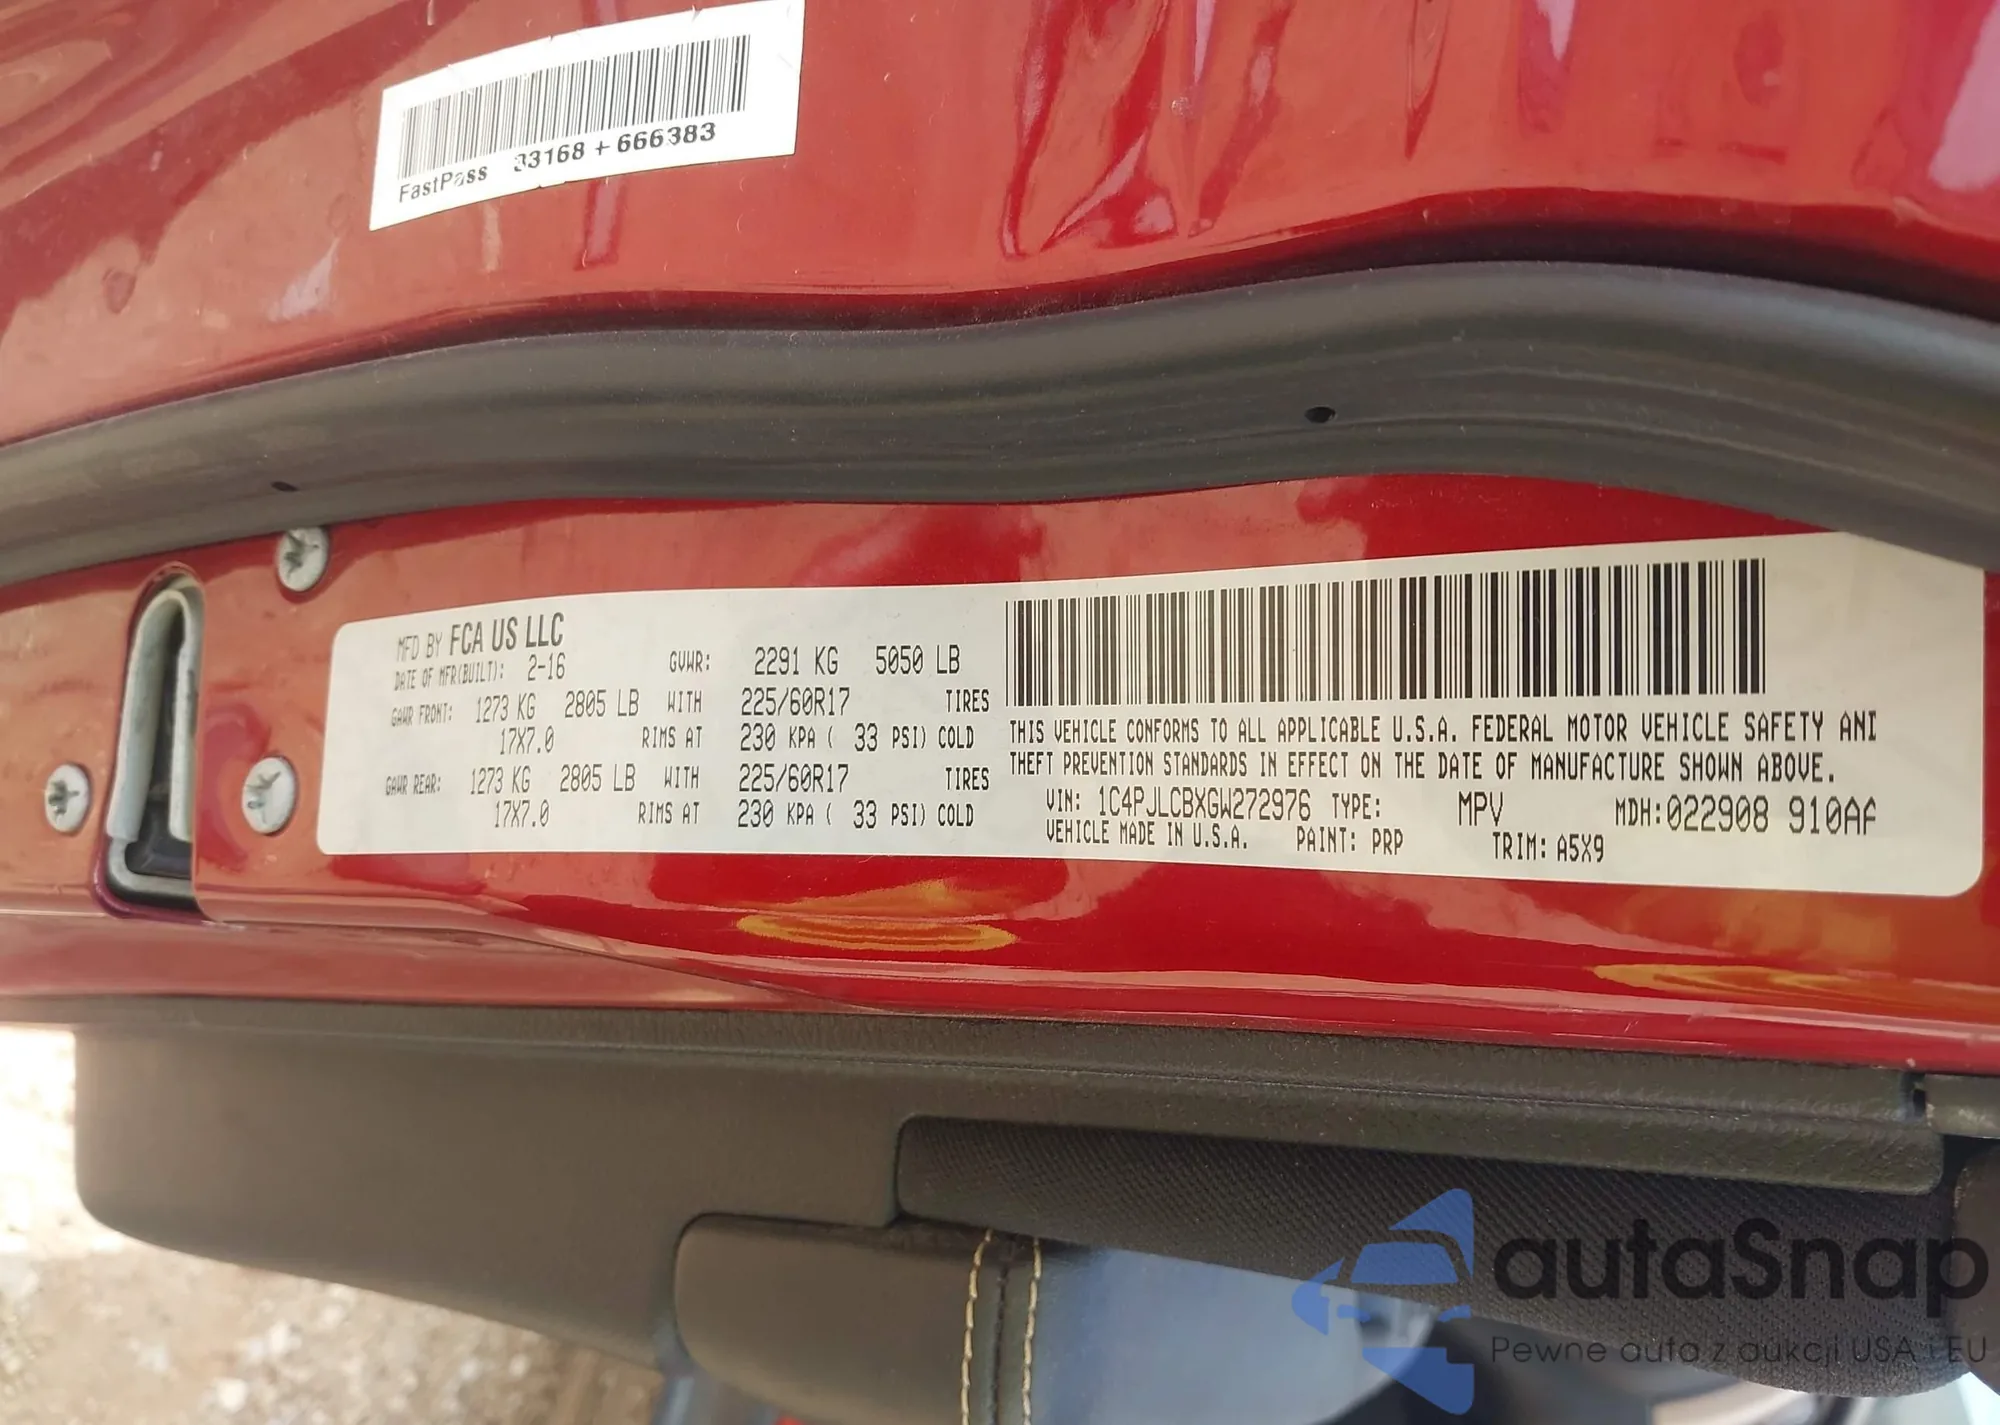 FastPass 33168 + 666383
MFD BY FCA US LLC
DATE OF MFR(BUILT): 2-16 GVWR: 2291 KG 5050 LB
GAWR FRONT: 1273 KG 2805 LB WITH 225/60R17 TIRES
17X7.0 RIMS AT 230 KPA ( 33 PSI) COLD
GAWR REAR: 1273 KG 2805 LB WITH 225/60R17 TIRES
17X7.0 RIMS AT 230 KPA ( 33 PSI) COLD
THIS VEHICLE CONFORMS TO ALL APPLICABLE U.S.A. FEDERAL MOTOR VEHICLE SAFETY AND
THEFT PREVENTION STANDARDS IN EFFECT ON THE DATE OF MANUFACTURE SHOWN ABOVE.
VIN: 1C4PJLCBXGW272976 TYPE: MPV MDH:022908 910AA
VEHICLE MADE IN U.S.A. PAINT: PRP TRIM: A5X9
autaSnap
Pewne auta z aukcji USA i EU